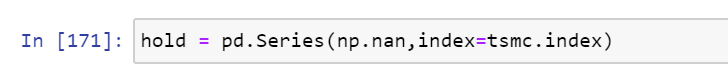 In [171]: hold = pd.Series(np.nan,index=tsmc.index)